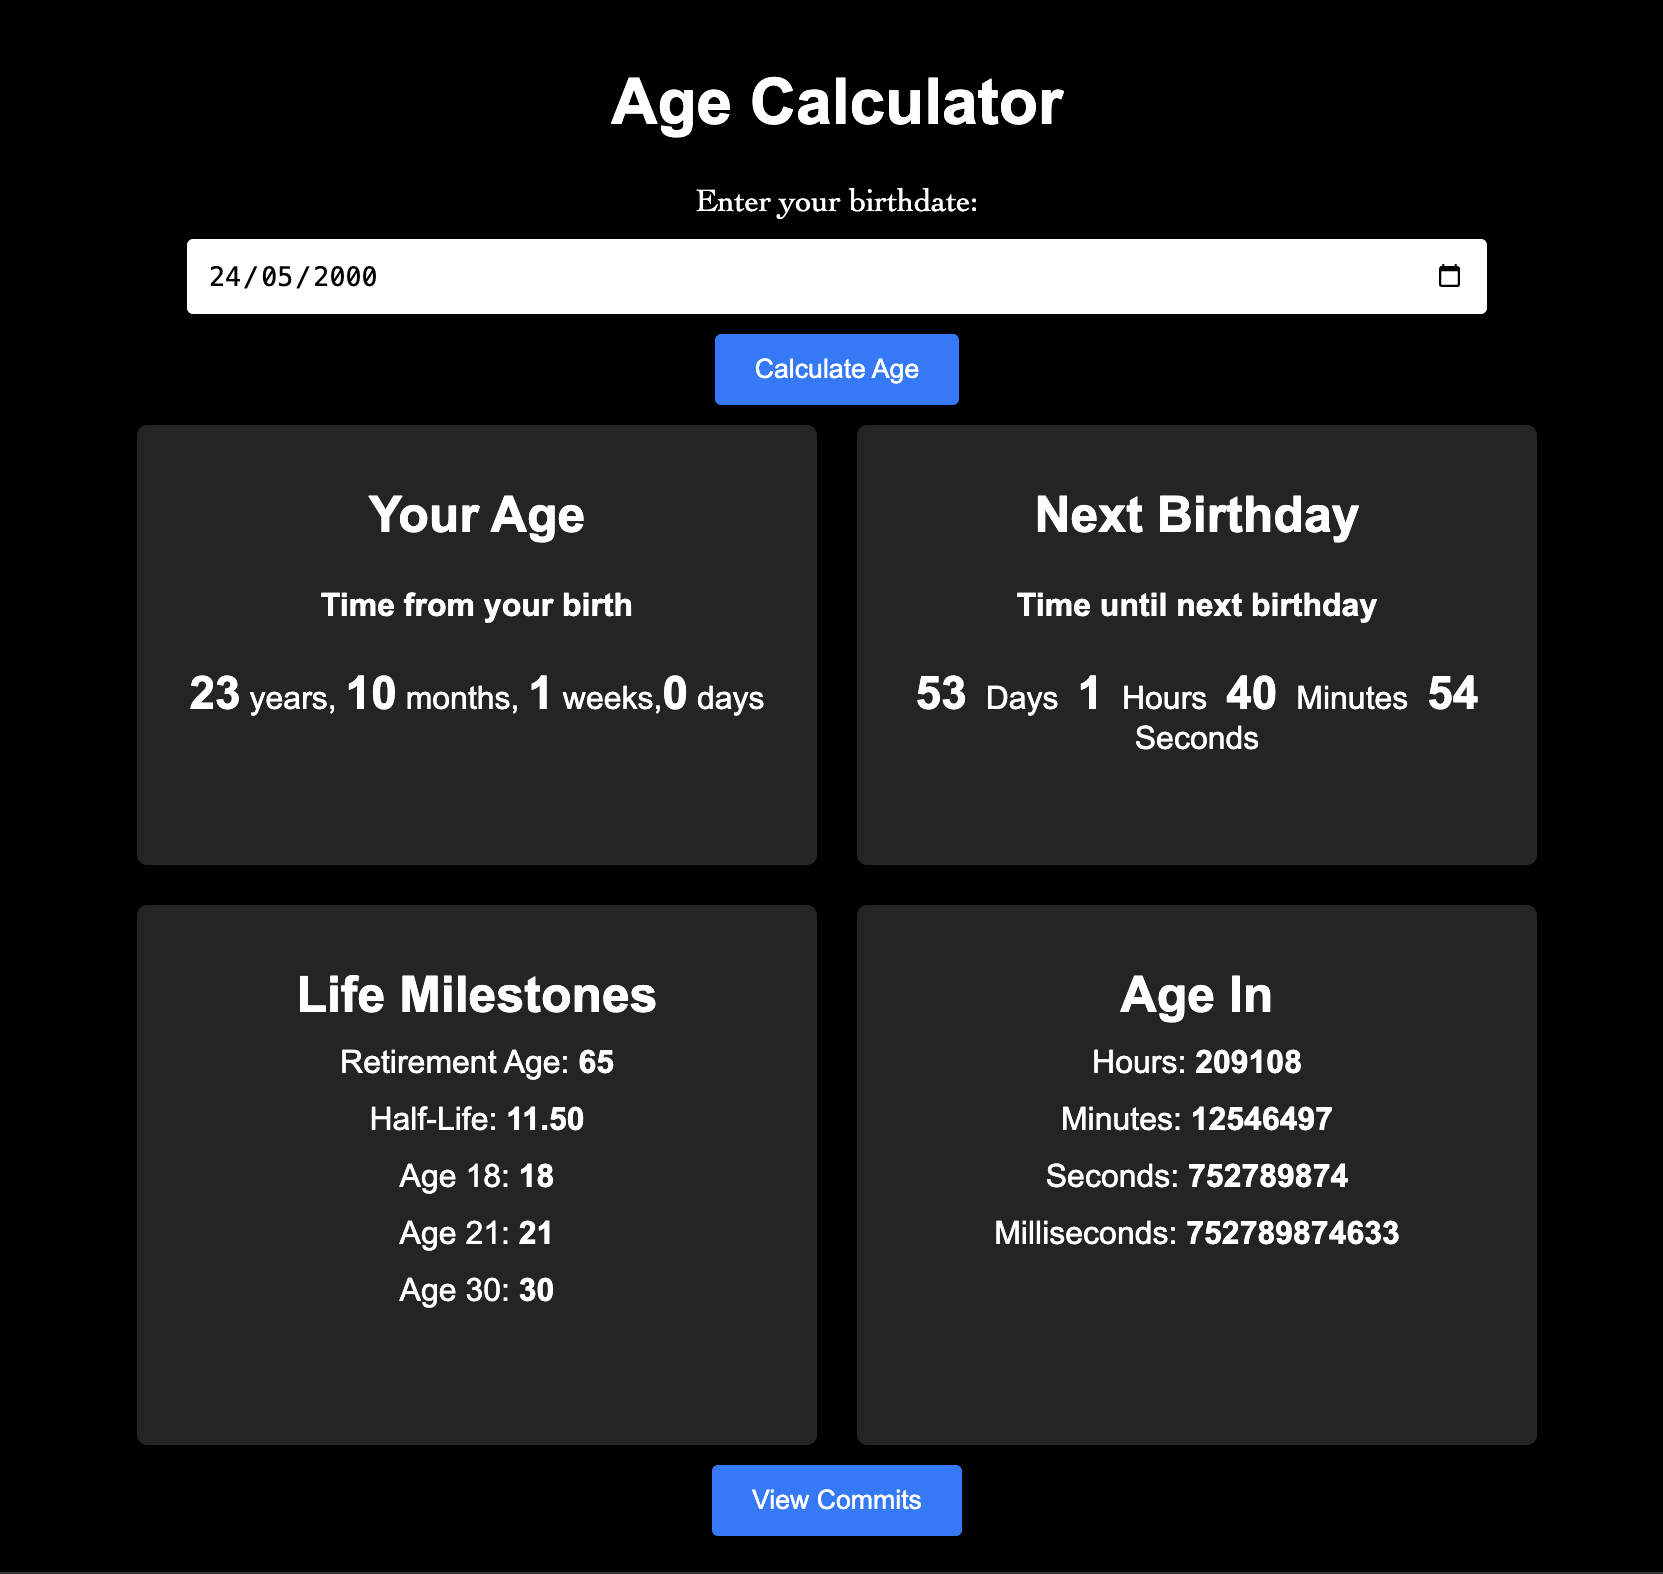 Age Calculator
Enter your birthdate:
24/05/2000
Calculate Age
Your Age
Time from your birth
23 years, 10 months, 1 weeks,0 days
Next Birthday
Time until next birthday
53 Days 1 Hours 40 Minutes 54
Seconds
Life Milestones
Retirement Age: 65
Half-Life: 11.50
Age 18: 18
Age 21: 21
Age 30: 30
Age In
Hours: 209108
Minutes: 12546497
Seconds: 752789874
Milliseconds: 752789874633
View Commits